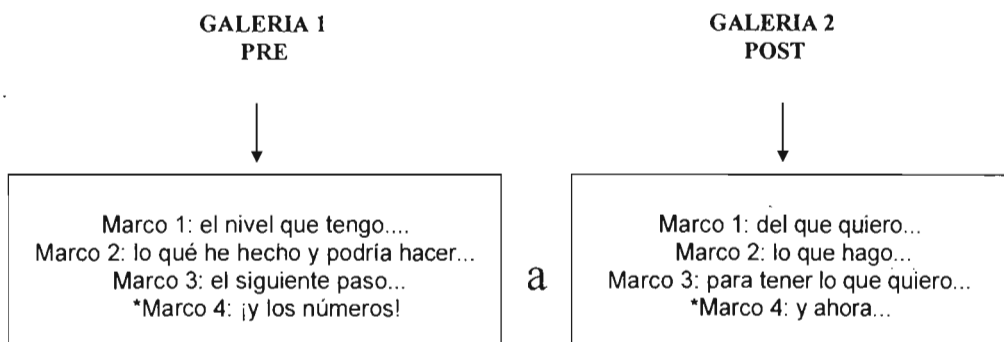 GALERIA 1
PRE
Marco 1: el nivel que tengo....
Marco 2: lo qué he hecho y podría hacer...
Marco 3: el siguiente paso...
*Marco 4: ¡y los números!
a
GALERIA 2
POST
Marco 1: del que quiero...
Marco 2: lo que hago...
Marco 3: para tener lo que quiero...
*Marco 4: y ahora...